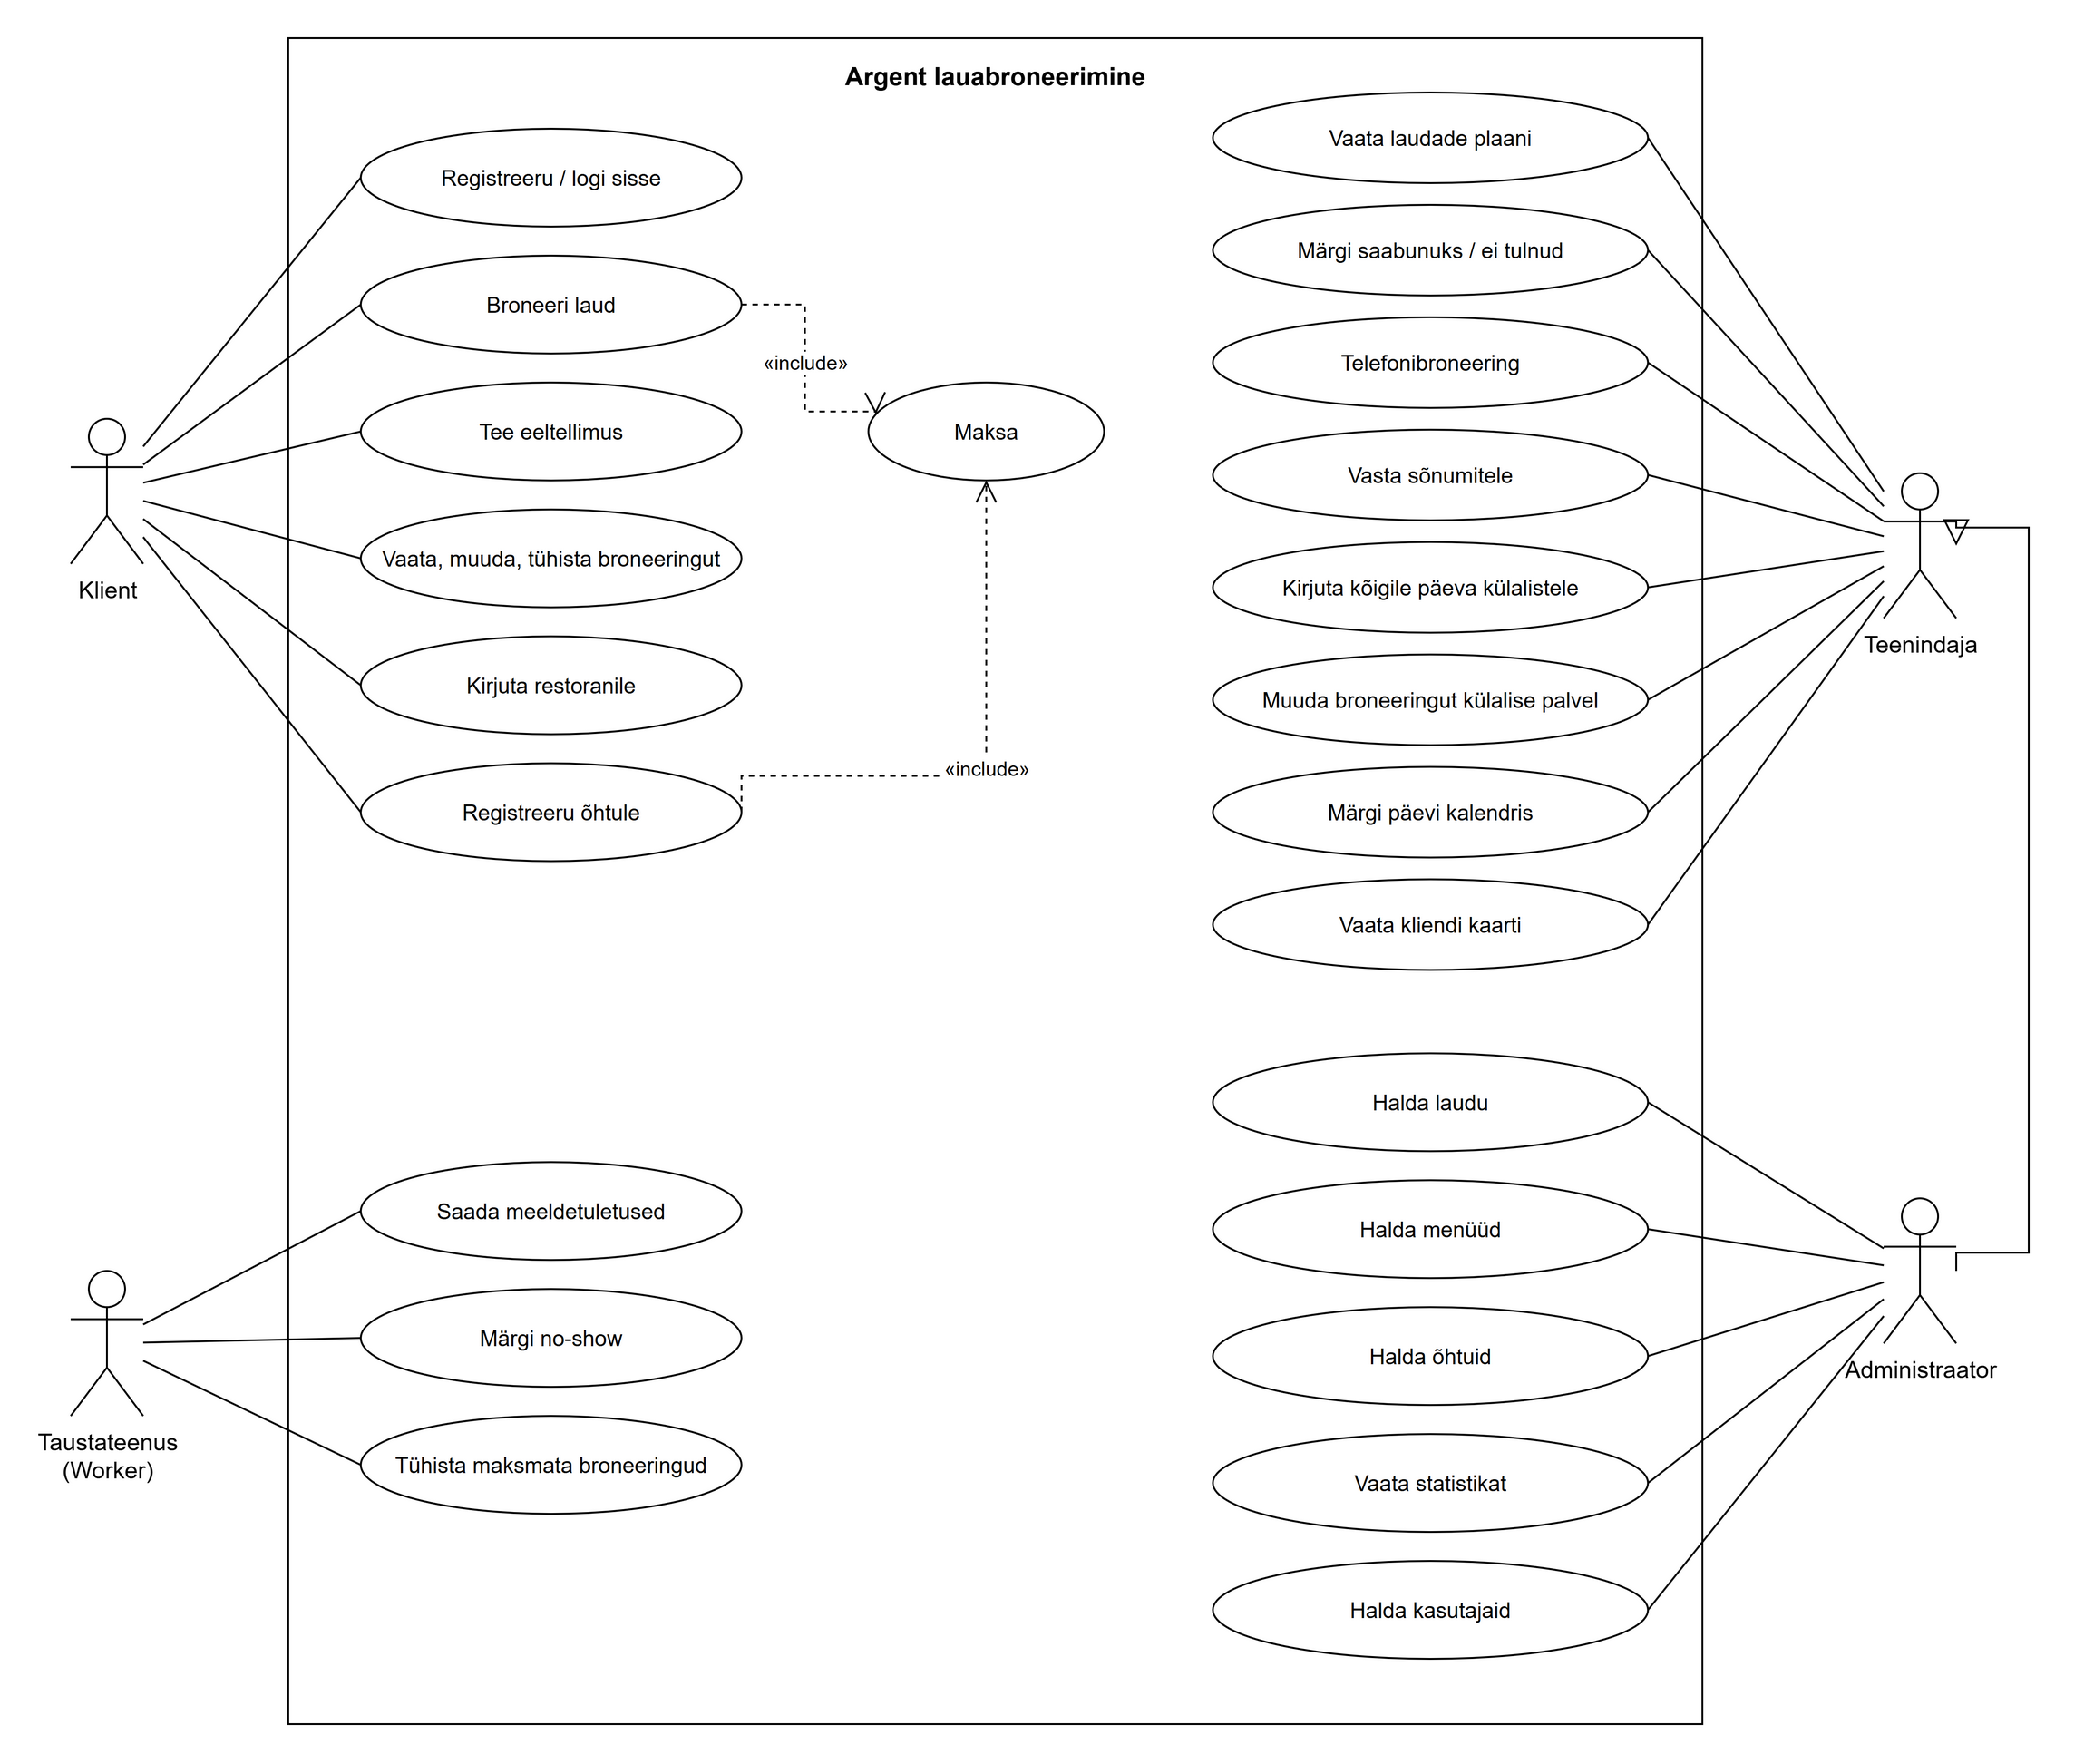 Argent lauabroneerimine
Registreeru / logi sisse
Broneeri laud
«include»
Tee eeltellimus
Maksa
Vaata, muuda, tühista broneeringut
Klient
Kirjuta restoranile
«include»
Registreeru õhtule
Vaata laudade plaani
Märgi saabunuks / ei tulnud
Telefonibroneering
Vasta sõnumitele
Kirjuta kõigile päeva külalistele
Teenindaja
Muuda broneeringut külalise palvel
Märgi päevi kalendris
Vaata kliendi kaarti
Saada meeldetuletused
Märgi no-show
Taustateenus
(Worker)
Tühista maksmata broneeringud
Halda laudu
Halda menüüd
Halda õhtuid
Administraator
Vaata statistikat
Halda kasutajaid